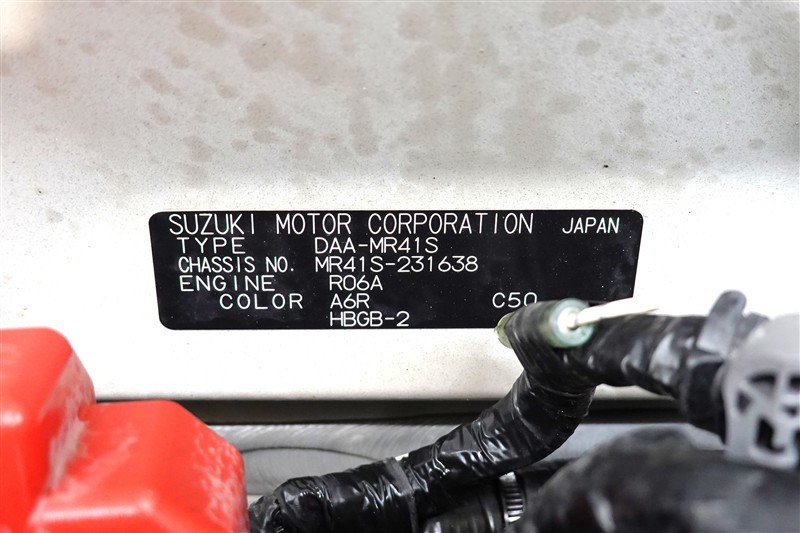 SUZUKI MOTOR CORPORATION JAPAN
TYPE DAA-MR41S
CHASSIS NO. MR41S-231638
ENGINE R06A
COLOR A6R C50
HBGB-2